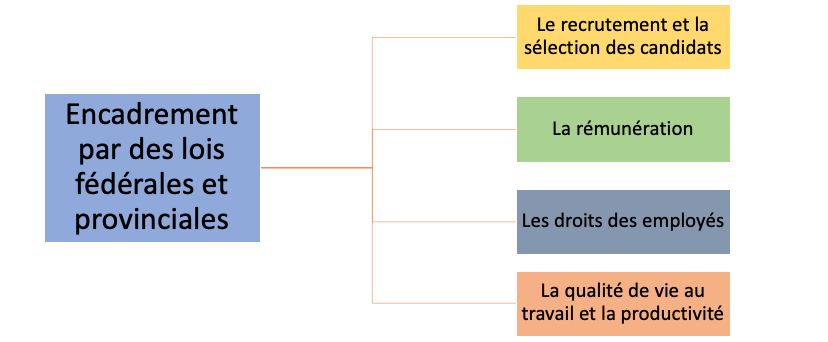 Encadrement
par des lois
fédérales et
provinciales
Le recrutement et la
sélection des candidats
La rémunération
Les droits des employés
La qualité de vie au
travail et la productivité